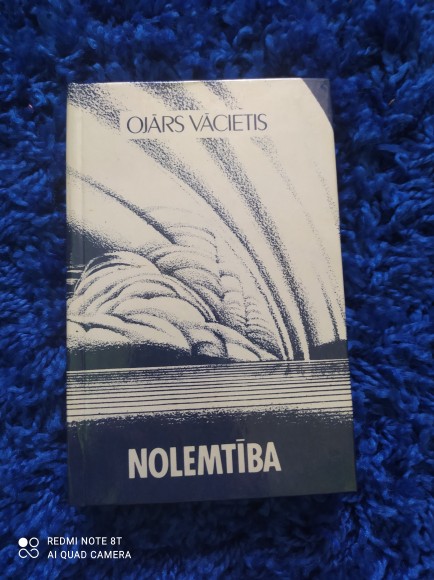 OJĀRS VĀCIETIS
NOLEMTĪBA
REDMI NOTE 8T
AI QUAD CAMERA